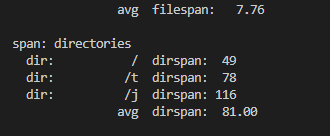 avg filespan: 7.76
span: directories
dir: / dirspan: 49
dir: /t dirspan: 78
dir: /j dirspan: 116
avg dirspan: 81.00